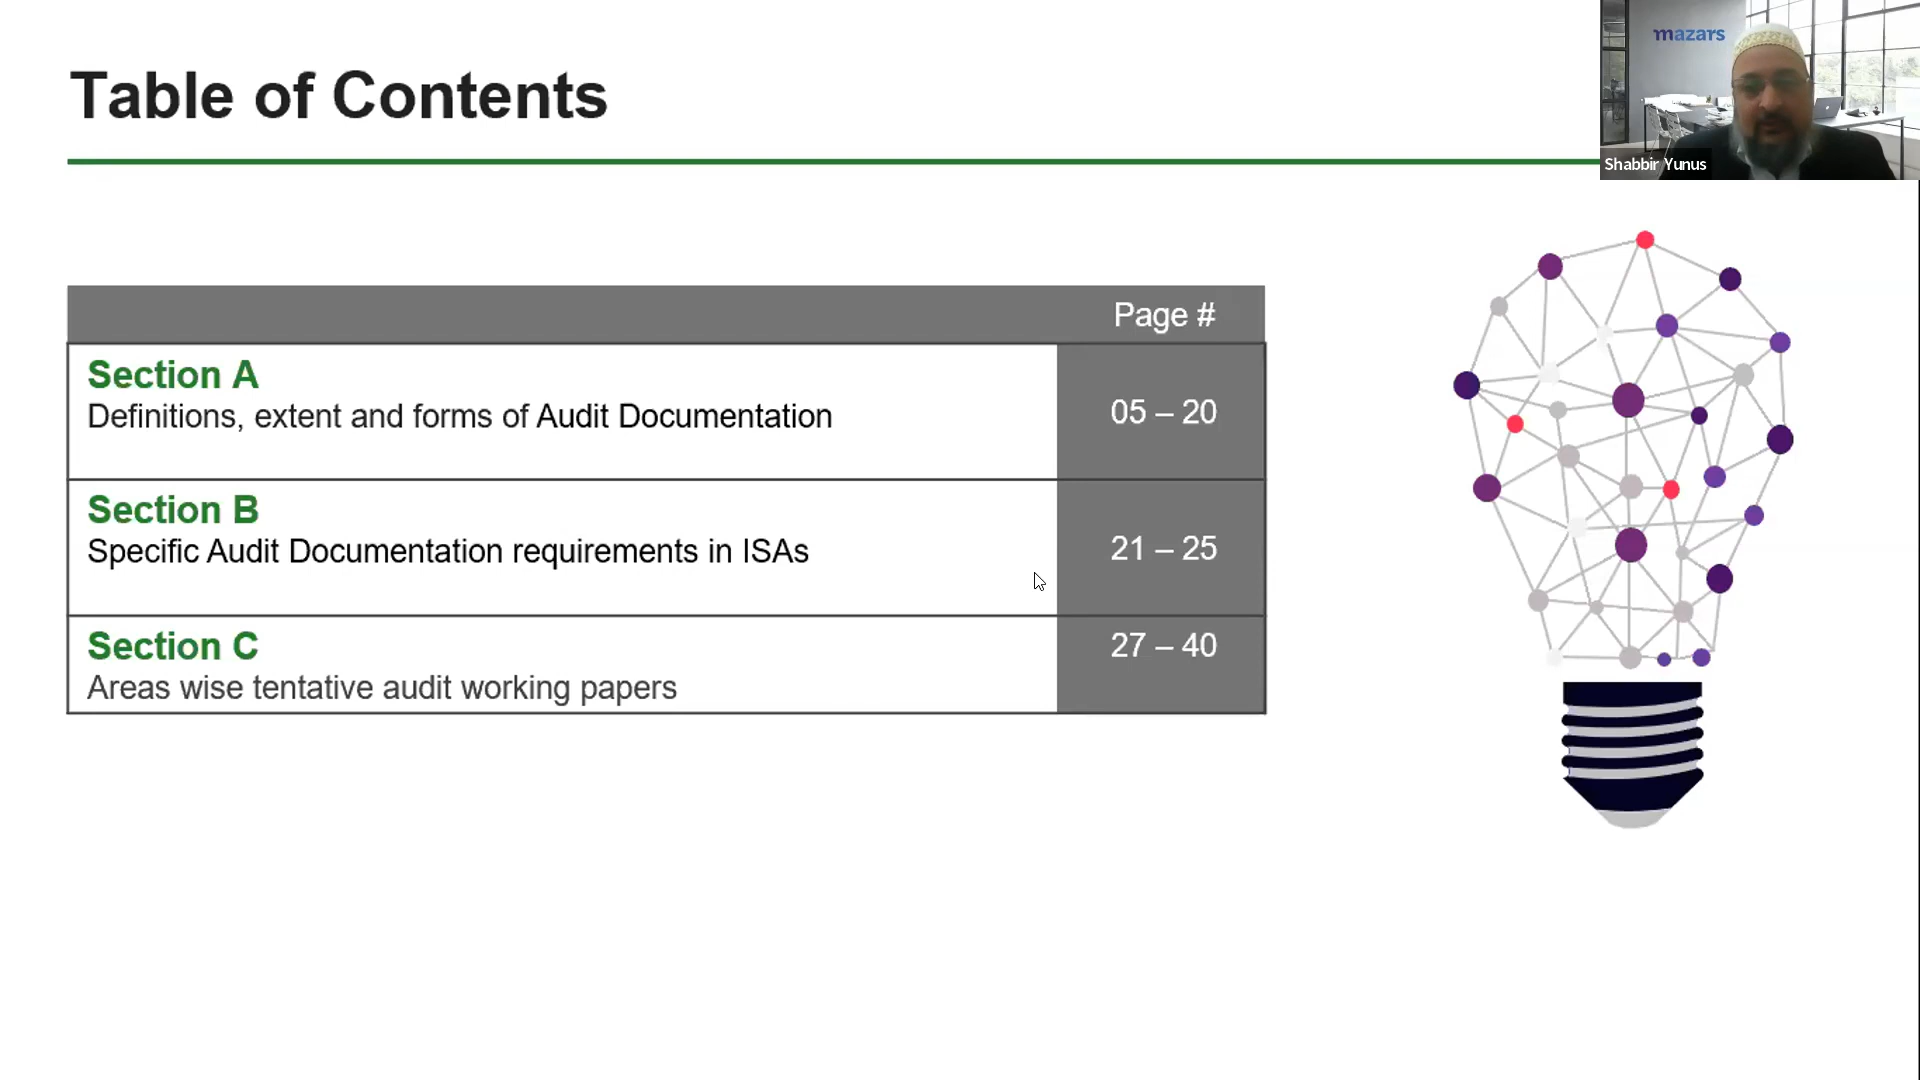 mazars
Shabbir Yunus
Table of Contents
Page #
Section A
Definitions, extent and forms of Audit Documentation
05 – 20
Section B
Specific Audit Documentation requirements in ISAs
21 – 25
Section C
Areas wise tentative audit working papers
27 – 40